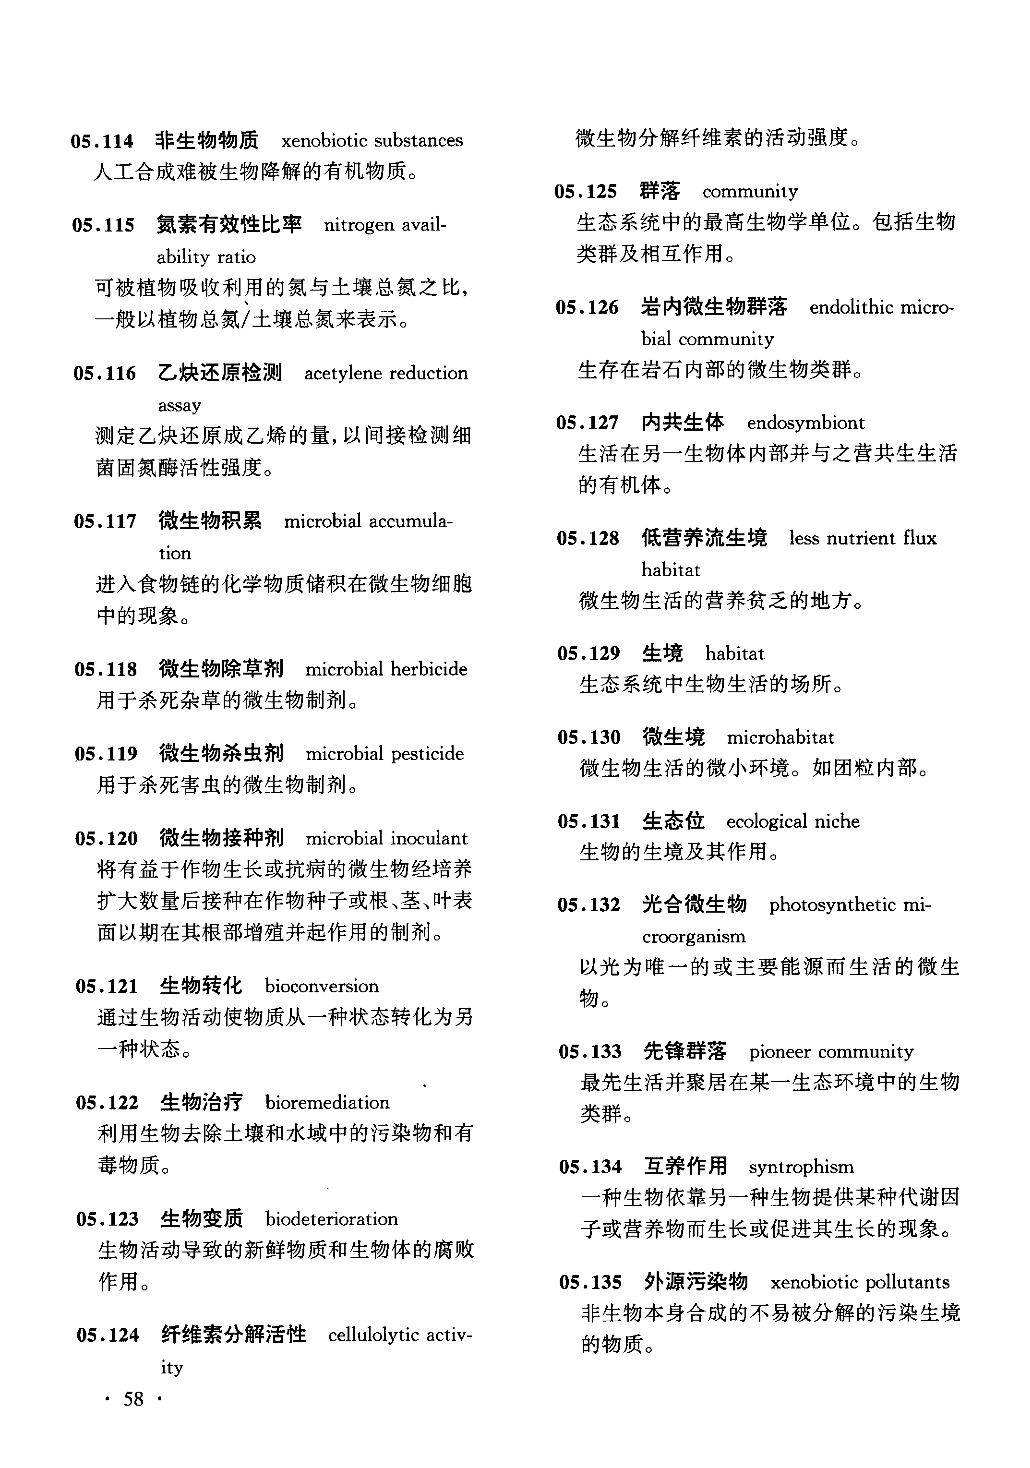 05.114 非生物物质 xenobiotic substances
人工合成难被生物降解的有机物质。
05.115 氮素有效性比率 nitrogen avail-
ability ratio
可被植物吸收利用的氮与土壤总氮之比,
一般以植物总氮/土壤总氮来表示。
05.116 乙炔还原检测 acetylene reduction
assay
测定乙炔还原成乙烯的量,以间接检测细
菌固氮酶活性强度。
05.117 微生物积累 microbial accumula-
tion
进入食物链的化学物质储积在微生物细胞
中的现象。
05.118 微生物除草剂 microbial herbicide
用于杀死杂草的微生物制剂。
05.119 微生物杀虫剂 microbial pesticide
用于杀死害虫的微生物制剂。
05.120 微生物接种剂 microbial inoculant
将有益于作物生长或抗病的微生物经培养
扩大数量后接种在作物种子或根、茎、叶表
面以期在其根部增殖并起作用的制剂。
05.121 生物转化 bioconversion
通过生物活动使物质从一种状态转化为另
一种状态。
05.122 生物治疗 bioremediation
利用生物去除土壤和水域中的污染物和有
毒物质。
05.123 生物变质 biodeterioration
生物活动导致的新鲜物质和生物体的腐败
作用。
05.124 纤维素分解活性 cellulolytic activ-
ity
· 58 ·
微生物分解纤维素的活动强度。
05.125 群落 community
生态系统中的最高生物学单位。包括生物
类群及相互作用。
05.126 岩内微生物群落 endolithic micro-
bial community
生存在岩石内部的微生物类群。
05.127 内共生体 endosymbiont
生活在另一生物体内部并与之营共生生活
的有机体。
05.128 低营养流生境 less nutrient flux
habitat
微生物生活的营养贫乏的地方。
05.129 生境 habitat
生态系统中生物生活的场所。
05.130 微生境 microhabitat
微生物生活的微小环境。如团粒内部。
05.131 生态位 ecological niche
生物的生境及其作用。
05.132 光合微生物 photosynthetic mi-
croorganism
以光为唯一的或主要能源而生活的微生
物。
05.133 先锋群落 pioneer community
最先生活并聚居在某一生态环境中的生物
类群。
05.134 互养作用 syntrophism
一种生物依靠另一种生物提供某种代谢因
子或营养物而生长或促进其生长的现象。
05.135 外源污染物 xenobiotic pollutants
非生物本身合成的不易被分解的污染生境
的物质。